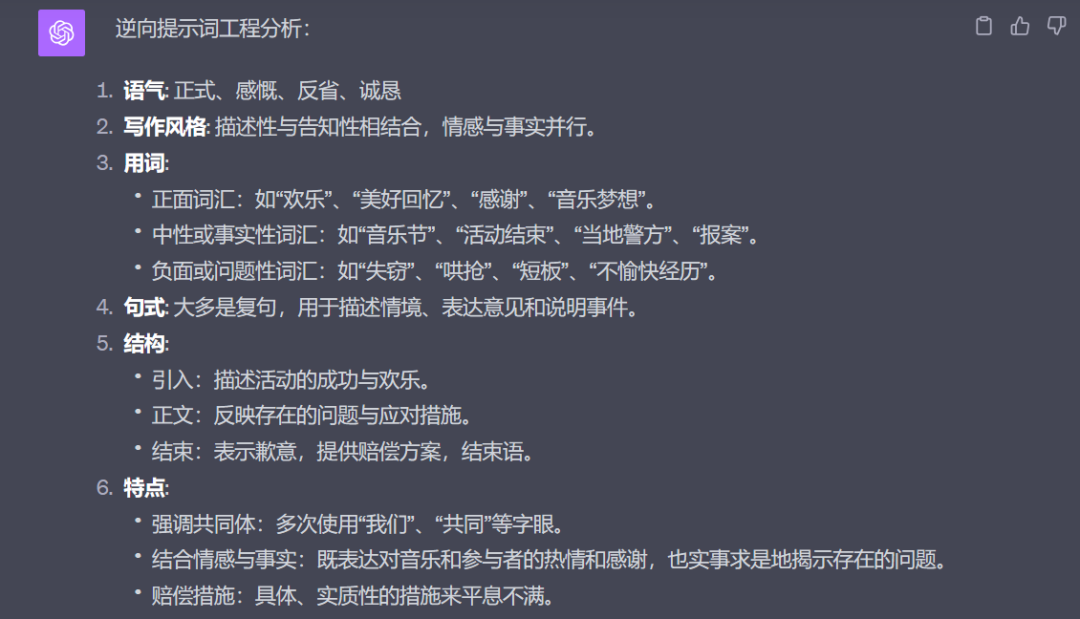 逆向提示词工程分析：
1. 语气: 正式、感慨、反省、诚恳
2. 写作风格: 描述性与告知性相结合，情感与事实并行。
3. 用词:
• 正面词汇：如“欢乐”、“美好回忆”、“感谢”、“音乐梦想”。
• 中性或事实性词汇：如“音乐节”、“活动结束”、“当地警方”、“报案”。
• 负面或问题性词汇：如“失窃”、“哄抢”、“短板”、“不愉快经历”。
4. 句式: 大多是复句，用于描述情境、表达意见和说明事件。
5. 结构:
• 引入：描述活动的成功与欢乐。
• 正文：反映存在的问题与应对措施。
• 结束：表示歉意，提供赔偿方案，结束语。
6. 特点:
• 强调共同体：多次使用“我们”、“共同”等字眼。
• 结合情感与事实：既表达对音乐和参与者的热情和感谢，也实事求是地揭示存在的问题。
• 赔偿措施：具体、实质性的措施来平息不满。